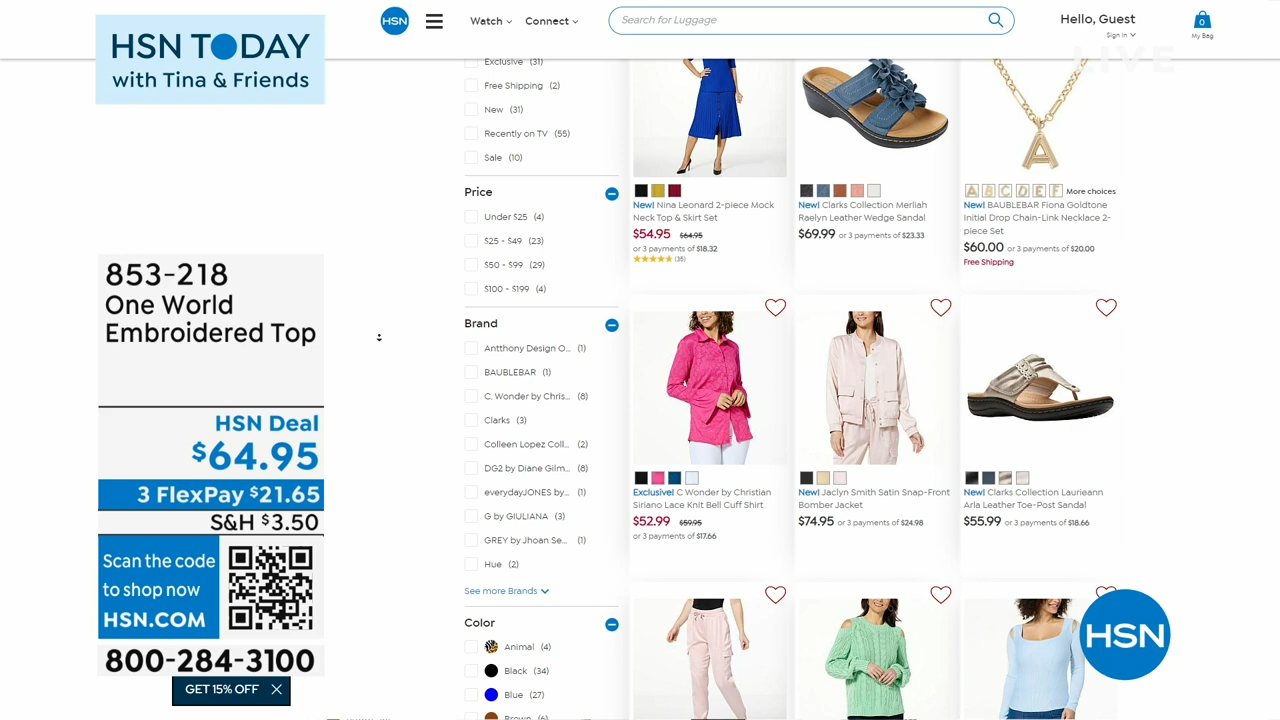 HSN TODAY
with Tina & Friends
HSN
Watch
Connect
Search for Luggage
Hello, Guest
Sign In
0
My Bag
LIVE
Exclusive (31)
Free Shipping (2)
New (31)
Recently on TV (55)
Sale (10)
Price
Under $25 (4)
$25 - $49 (23)
$50 - $99 (29)
$100 - $199 (4)
Brand
Antthony Design O... (1)
BAUBLEBAR (1)
C. Wonder by Chris... (8)
Clarks (3)
Colleen Lopez Coll... (2)
DG2 by Diane Gilm... (8)
everydayJONES by... (1)
G by GIULIANA (3)
GREY by Jhoan Se... (1)
Hue (2)
See more Brands
Color
Animal (4)
Black (34)
Blue (27)
Brown (6)
New! Nina Leonard 2-piece Mock
Neck Top & Skirt Set
$54.95 $64.95
or 3 payments of $18.32
(35)
New! Clarks Collection Merliah
Raelyn Leather Wedge Sandal
$69.99 or 3 payments of $23.33
A
A B C D E F More choices
New! BAUBLEBAR Fiona Goldtone
Initial Drop Chain-Link Necklace 2-
piece Set
$60.00 or 3 payments of $20.00
Free Shipping
Exclusive! C Wonder by Christian
Siriano Lace Knit Bell Cuff Shirt
$52.99 $59.95
or 3 payments of $17.66
New! Jaclyn Smith Satin Snap-Front
Bomber Jacket
$74.95 or 3 payments of $24.98
New! Clarks Collection Laurieann
Arla Leather Toe-Post Sandal
$55.99 or 3 payments of $18.66
853-218
One World
Embroidered Top
HSN Deal
$64.95
3 FlexPay $21.65
S&H $3.50
Scan the code
to shop now
HSN.COM
800-284-3100
GET 15% OFF
HSN